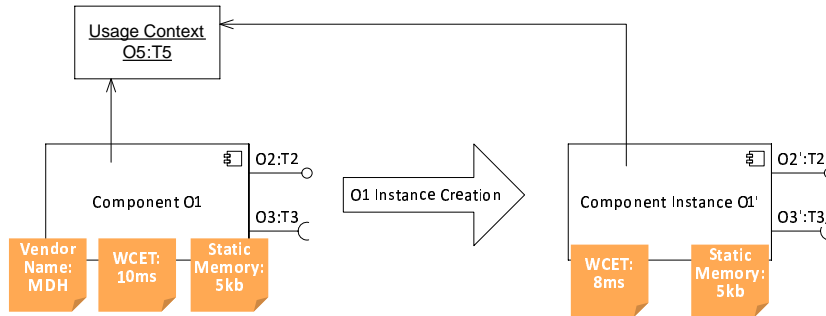 Usage Context
O5:T5
O2:T2
Component O1
O3:T3
Vendor
Name:
MDH
WCET:
10ms
Static
Memory:
5kb
O1 Instance Creation
O2':T2
Component Instance O1'
O3':T3
WCET:
8ms
Static
Memory:
5kb